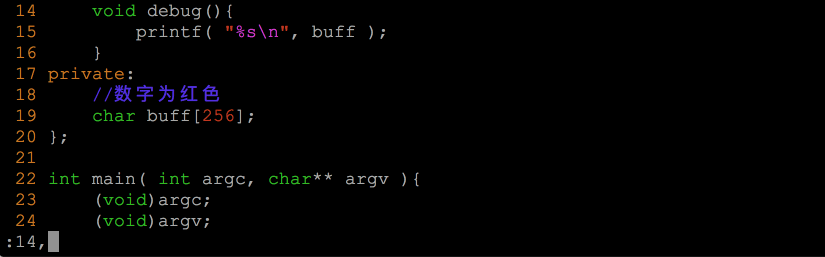 14     void debug(){
15         printf( "%s\n", buff );
16     }
17 private:
18     //数字为红色
19     char buff[256];
20 };
21
22 int main( int argc, char** argv ){
23     (void)argc;
24     (void)argv;
:14,